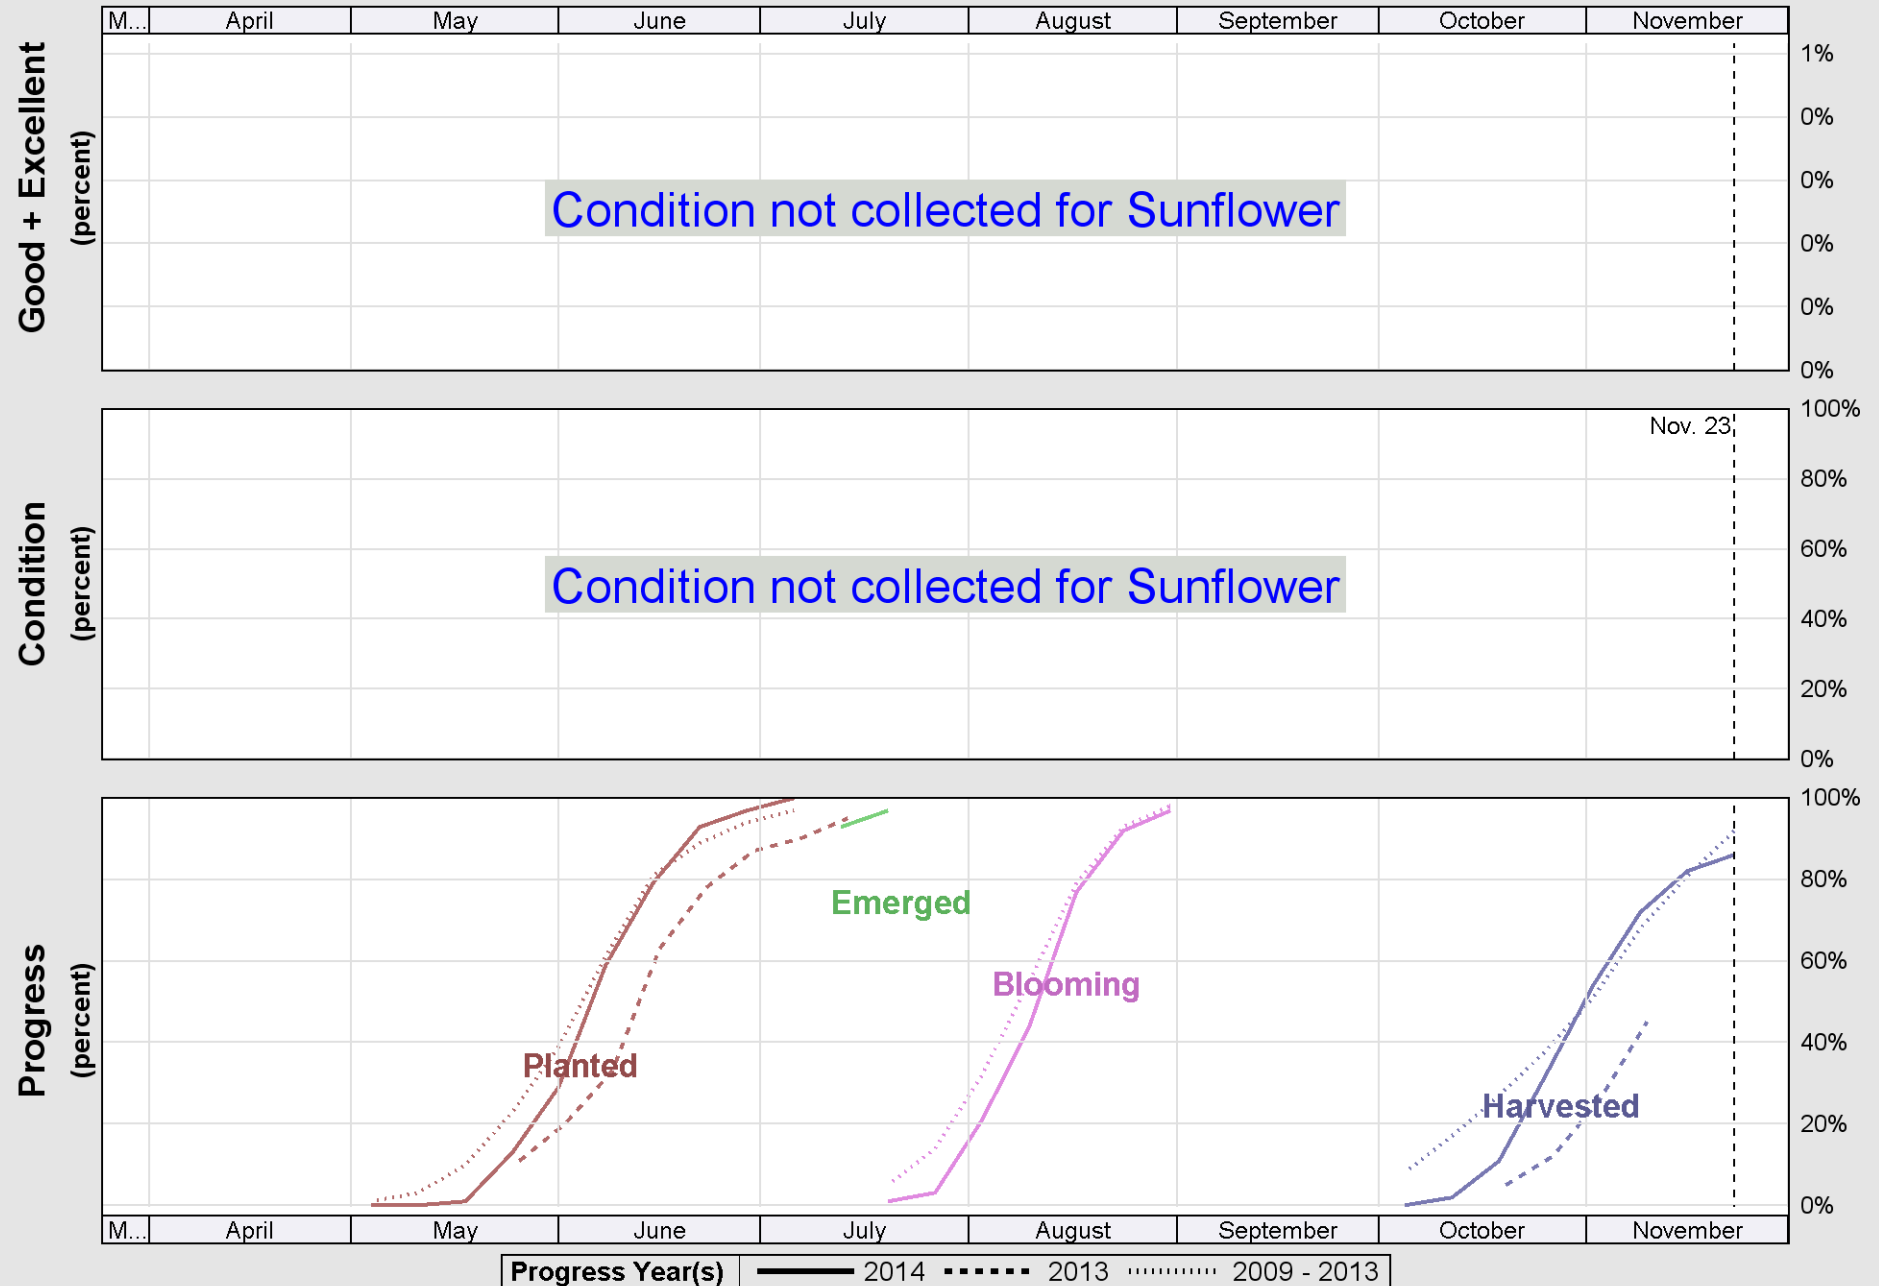 M... April May June July August September October November
Good + Excellent
(percent)
1%
0%
0%
0%
0%
0%
Condition not collected for Sunflower
Condition
(percent)
Nov. 23
100%
80%
60%
40%
20%
0%
Condition not collected for Sunflower
Progress
(percent)
100%
80%
60%
40%
20%
0%
Emerged
Blooming
Planted
Harvested
M... April May June July August September October November
Progress Year(s) 2014 2013 2009 - 2013